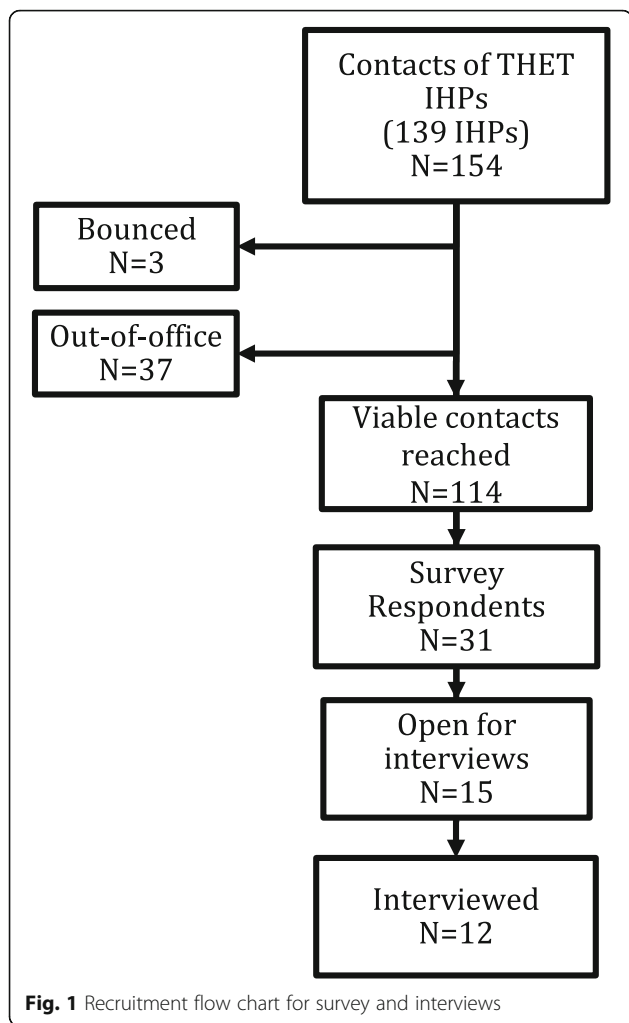 Contacts of THET
IHPs
(139 IHPs)
N=154
Bounced
N=3
Out-of-office
N=37
Viable contacts
reached
N=114
Survey
Respondents
N=31
Open for
interviews
N=15
Interviewed
N=12
Fig. 1 Recruitment flow chart for survey and interviews